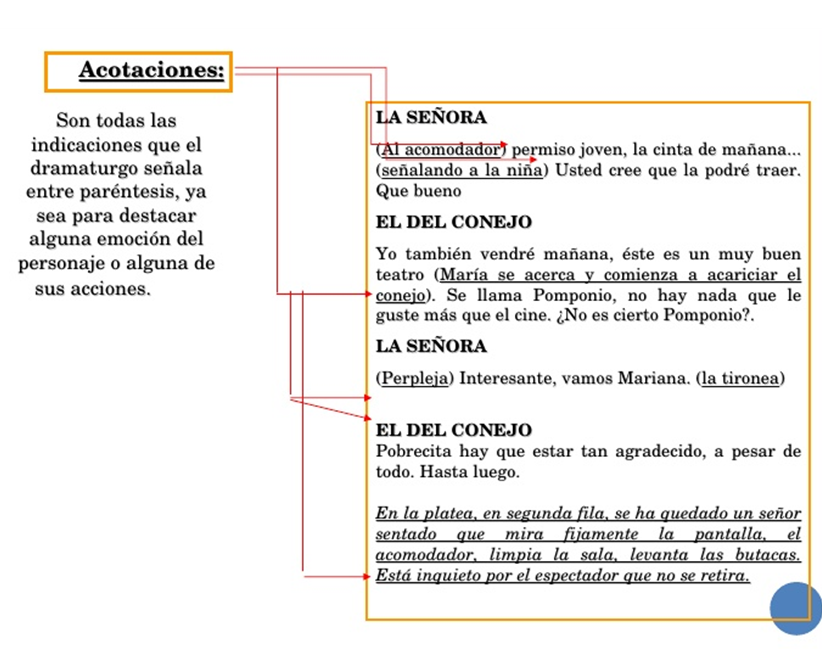 Acotaciones:
Son todas las
indicaciones que el
dramaturgo señala
entre paréntesis, ya
sea para destacar
alguna emoción del
personaje o alguna de
sus acciones.
LA SEÑORA
(Al acomodador) permiso joven, la cinta de mañana...
(señalando a la niña) Usted cree que la podré traer.
Que bueno
EL DEL CONEJO
Yo también vendré mañana, éste es un muy buen
teatro (María se acerca y comienza a acariciar el
conejo). Se llama Pomponio, no hay nada que le
guste más que el cine. ¿No es cierto Pomponio?.
LA SEÑORA
(Perpleja) Interesante, vamos Mariana. (la tironea)
EL DEL CONEJO
Pobrecita hay que estar tan agradecido, a pesar de
todo. Hasta luego.
En la platea, en segunda fila, se ha quedado un señor
sentado que mira fijamente la pantalla, el
acomodador, limpia la sala, levanta las butacas.
Está inquieto por el espectador que no se retira.